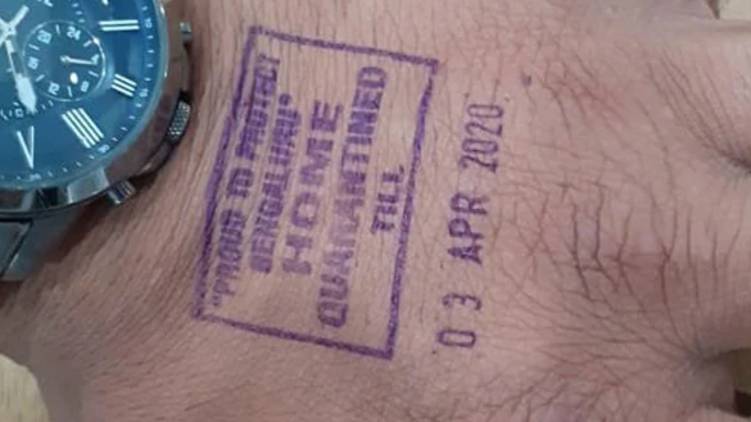 "PROUD TO PROTECT
BENGALURU"
HOME
QUARANTINED
TILL
03 APR 2020